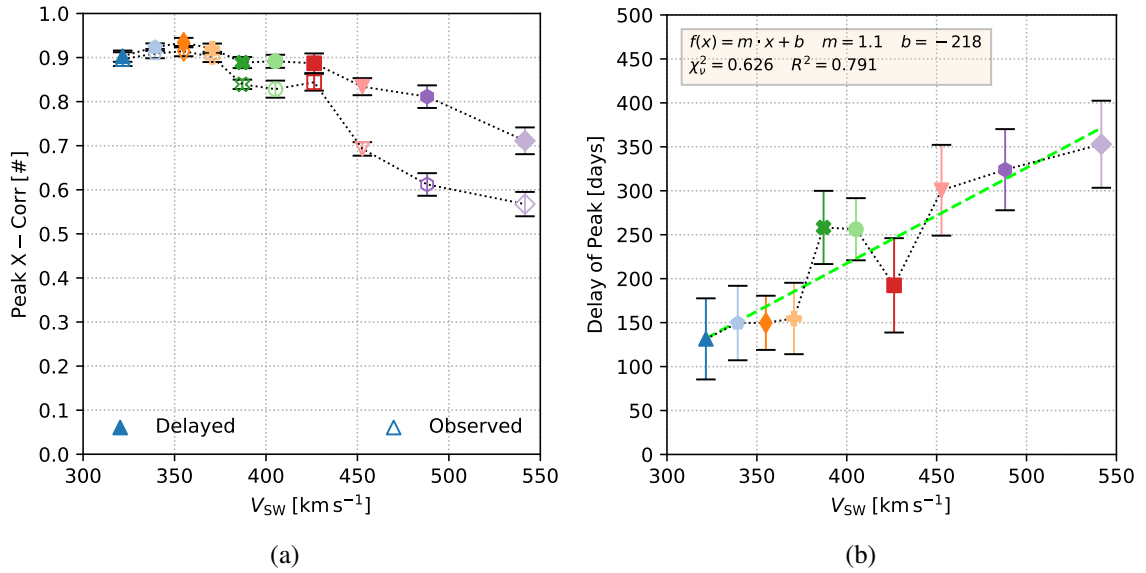 Peak X − Corr [#]
1.0
0.9
0.8
0.7
0.6
0.5
0.4
0.3
0.2
0.1
0.0
Delayed
Observed
300 350 400 450 500 550
V_SW [km s⁻¹]
(a)
Delay of Peak [days]
500
450
400
350
300
250
200
150
100
50
0
f(x) = m · x + b m = 1.1 b = −218
χ²_ν = 0.626 R² = 0.791
300 350 400 450 500 550
V_SW [km s⁻¹]
(b)